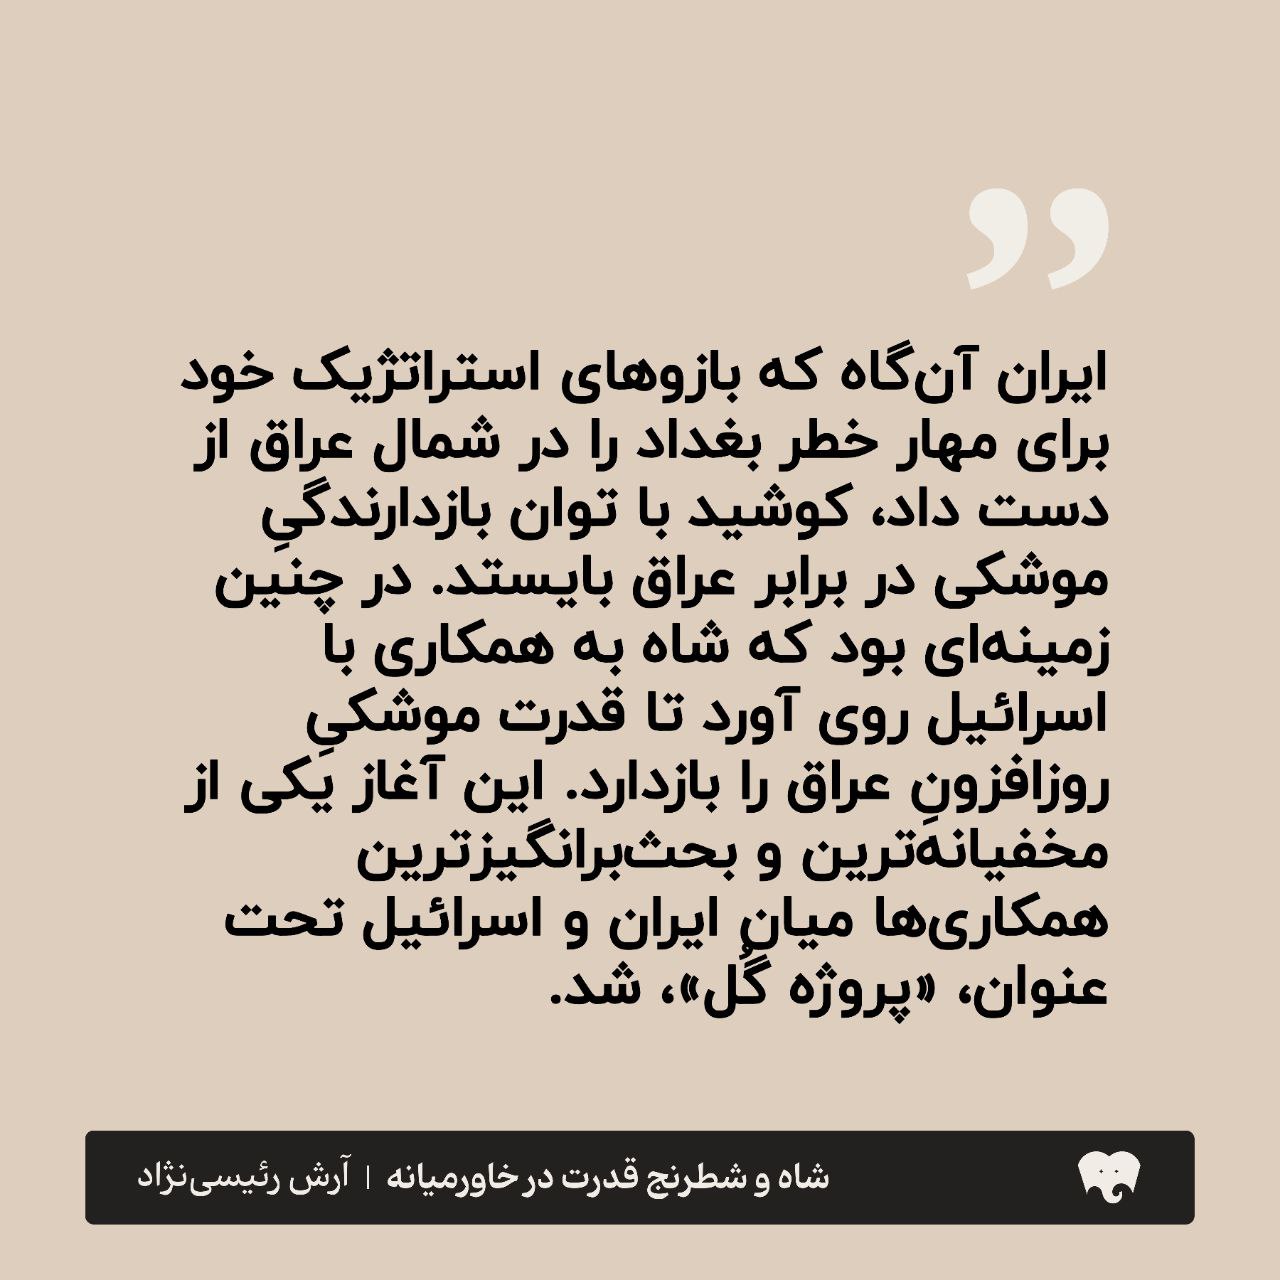 ایران آن‌گاه که بازوهای استراتژیک خود
برای مهار خطر بغداد را در شمال عراق از
دست داد، کوشید با توان بازدارندگیِ
موشکی در برابر عراق بایستد. در چنین
زمینه‌ای بود که شاه به همکاری با
اسرائیل روی آورد تا قدرت موشکیِ
روزافزونِ عراق را بازدارد. این آغاز یکی از
مخفیانه‌ترین و بحث‌برانگیزترین
همکاری‌ها میان ایران و اسرائیل تحت
عنوان، «پروژه گُل»، شد.
شاه و شطرنج قدرت در خاورمیانه | آرش رئیسی‌نژاد